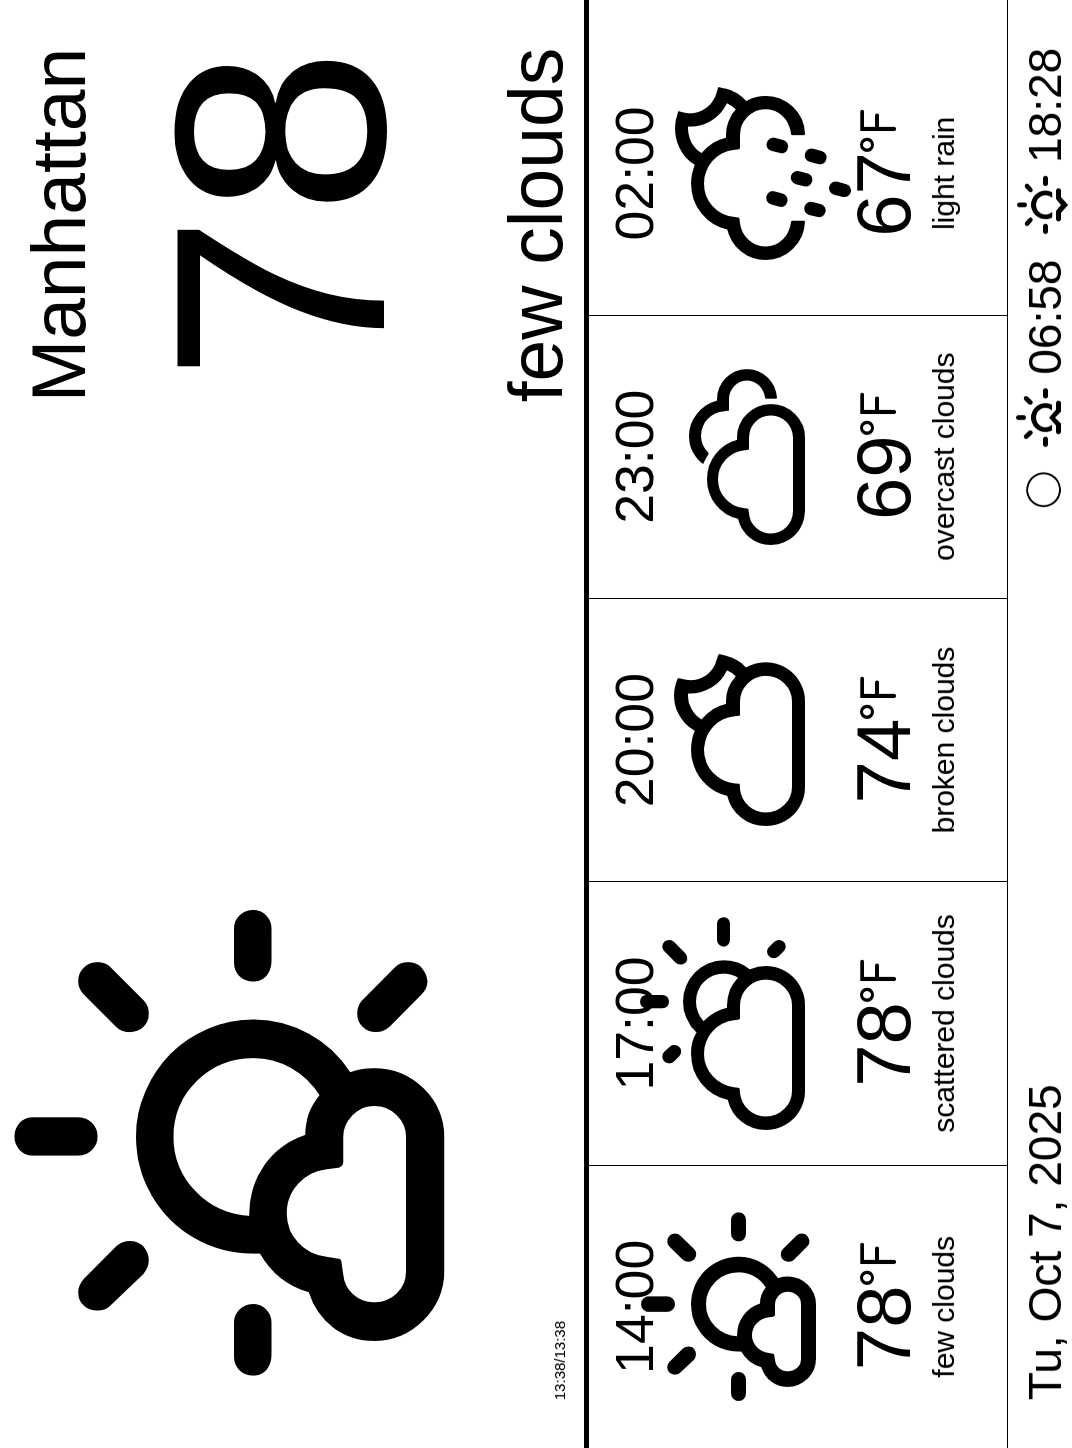 Manhattan
78
few clouds
13:38/13:38
14:00
78°F
few clouds
17:00
78°F
scattered clouds
20:00
74°F
broken clouds
23:00
69°F
overcast clouds
02:00
67°F
light rain
Tu, Oct 7, 2025
06:58
18:28